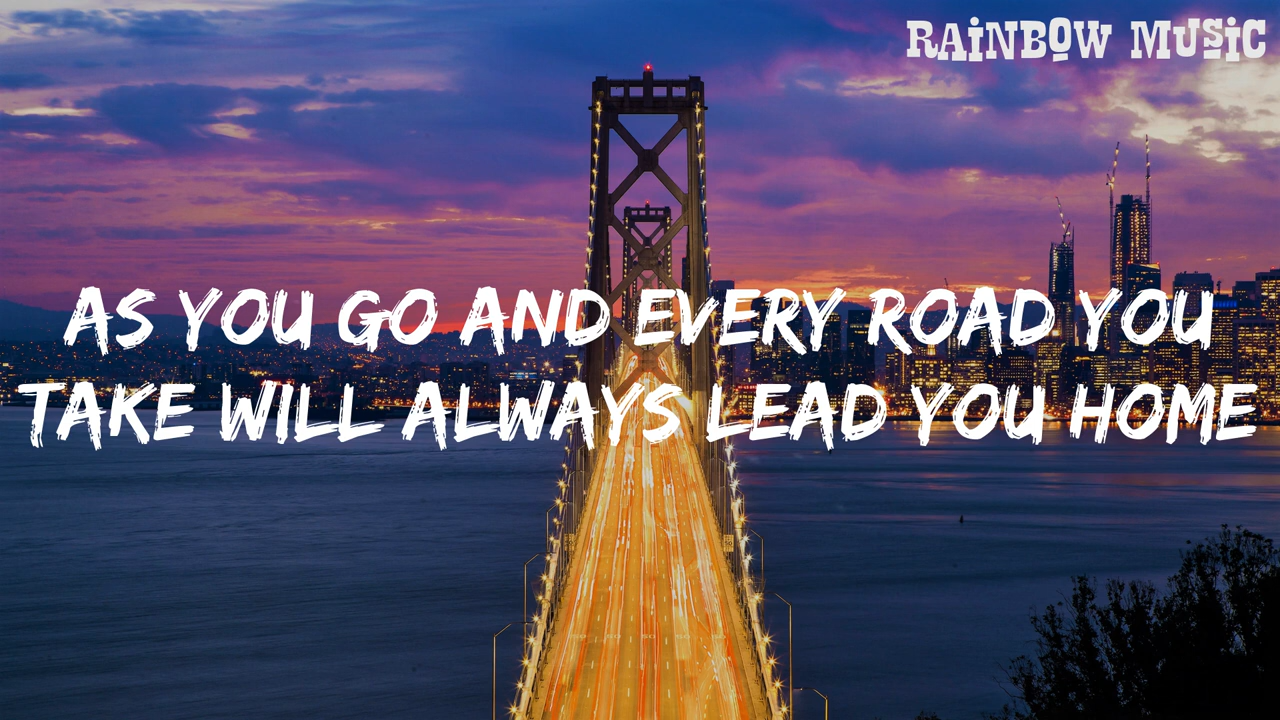 RAINBOW MUSIC
AS YOU GO AND EVERY ROAD YOU
TAKE WILL ALWAYS LEAD YOU HOME